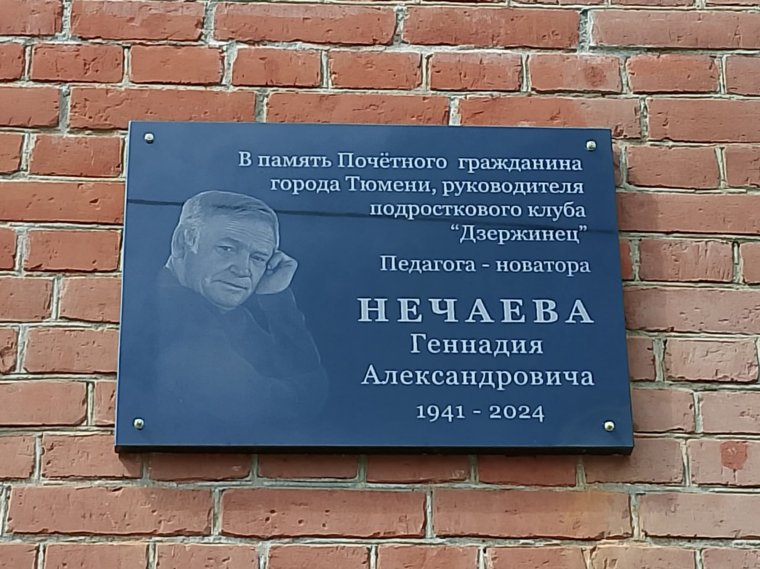 В память Почётного гражданина
города Тюмени, руководителя
подросткового клуба
“Дзержинец”
Педагога - новатора
НЕЧАЕВА
Геннадия
Александровича
1941 - 2024